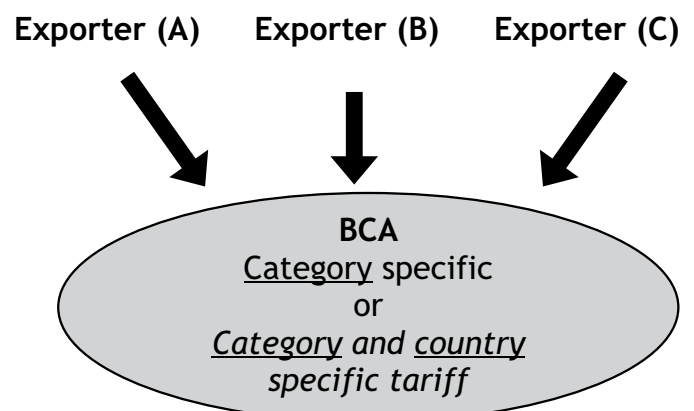 Exporter (A) Exporter (B) Exporter (C)
BCA
Category specific
or
Category and country
specific tariff